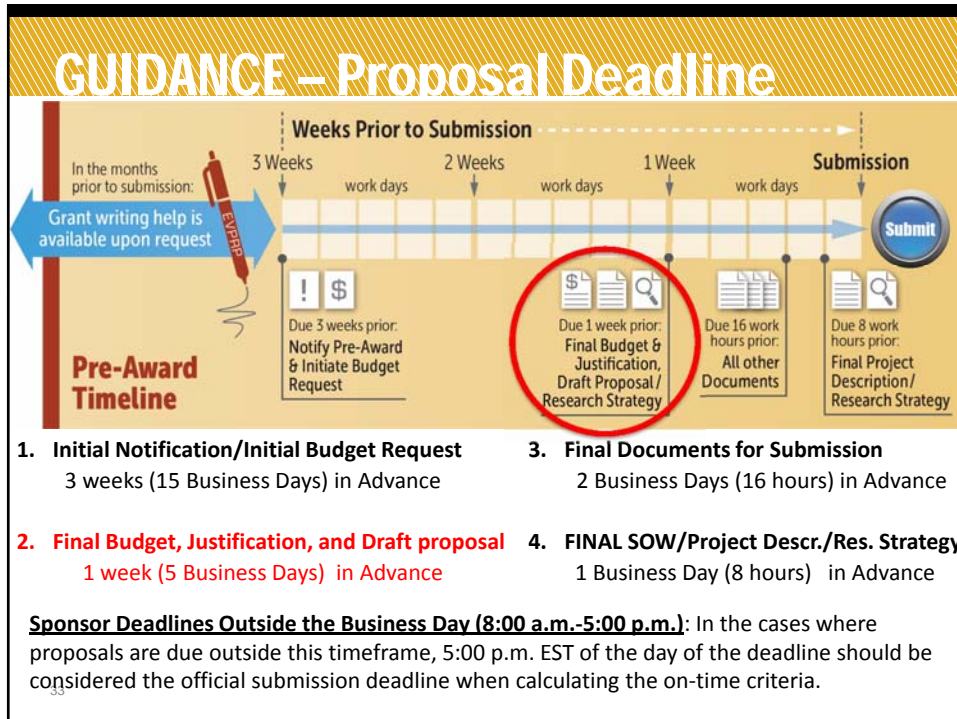 GUIDANCE – Proposal Deadline
Weeks Prior to Submission
In the months
prior to submission:
3 Weeks
2 Weeks
1 Week
Submission
work days
work days
work days
Grant writing help is
available upon request
EVPRP
Submit
! $
$
Due 3 weeks prior:
Notify Pre-Award
& Initiate Budget
Request
Due 1 week prior:
Final Budget &
Justification,
Draft Proposal/
Research Strategy
Due 16 work
hours prior:
All other
Documents
Due 8 work
hours prior:
Final Project
Description/
Research Strategy
Pre-Award
Timeline
1. Initial Notification/Initial Budget Request
3 weeks (15 Business Days) in Advance
2. Final Budget, Justification, and Draft proposal
1 week (5 Business Days) in Advance
3. Final Documents for Submission
2 Business Days (16 hours) in Advance
4. FINAL SOW/Project Descr./Res. Strategy
1 Business Day (8 hours) in Advance
Sponsor Deadlines Outside the Business Day (8:00 a.m.-5:00 p.m.): In the cases where
proposals are due outside this timeframe, 5:00 p.m. EST of the day of the deadline should be
considered the official submission deadline when calculating the on-time criteria.
33